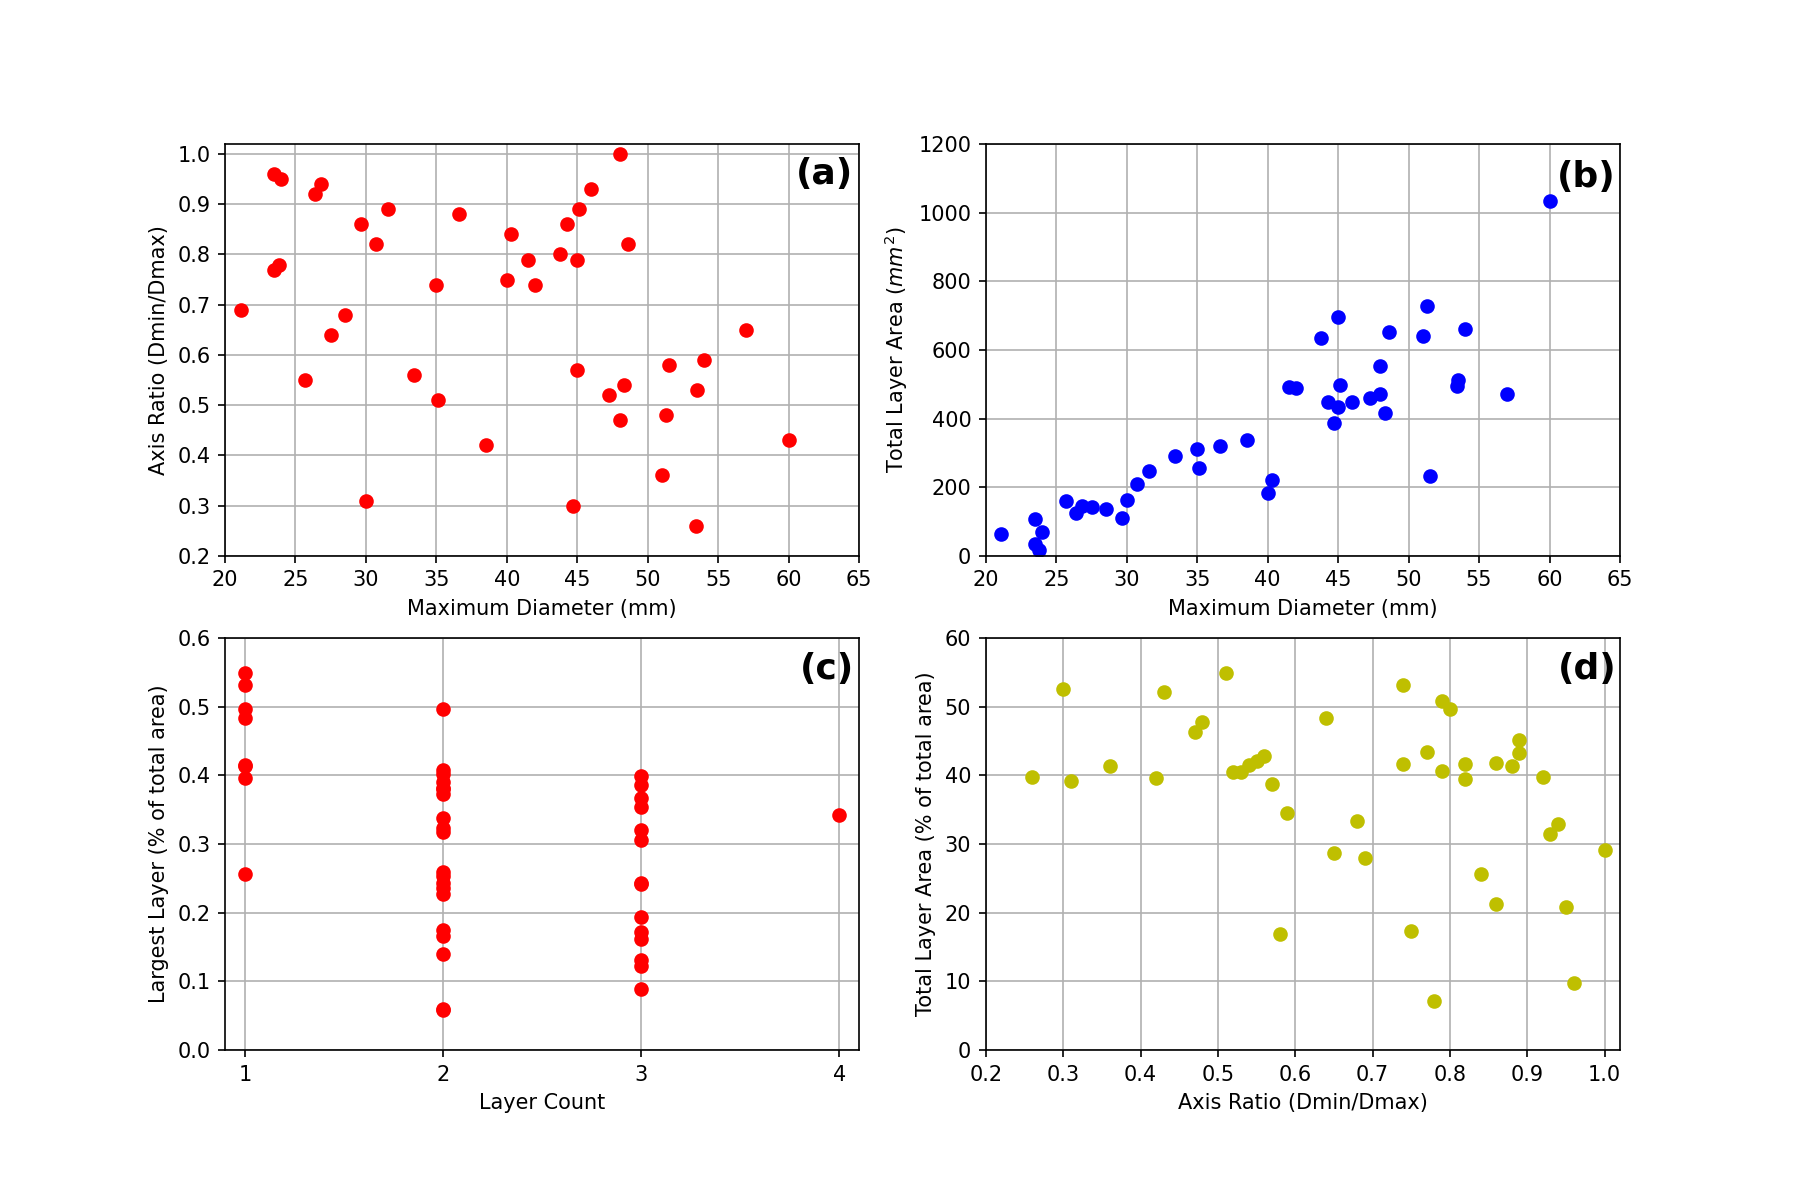 (a)
1.0
0.9
0.8
0.7
0.6
0.5
0.4
0.3
0.2
Axis Ratio (Dmin/Dmax)
20 25 30 35 40 45 50 55 60 65
Maximum Diameter (mm)
(b)
1200
1000
800
600
400
200
0
Total Layer Area (mm²)
20 25 30 35 40 45 50 55 60 65
Maximum Diameter (mm)
(c)
0.6
0.5
0.4
0.3
0.2
0.1
0.0
Largest Layer (% of total area)
1 2 3 4
Layer Count
(d)
60
50
40
30
20
10
0
Total Layer Area (% of total area)
0.2 0.3 0.4 0.5 0.6 0.7 0.8 0.9 1.0
Axis Ratio (Dmin/Dmax)